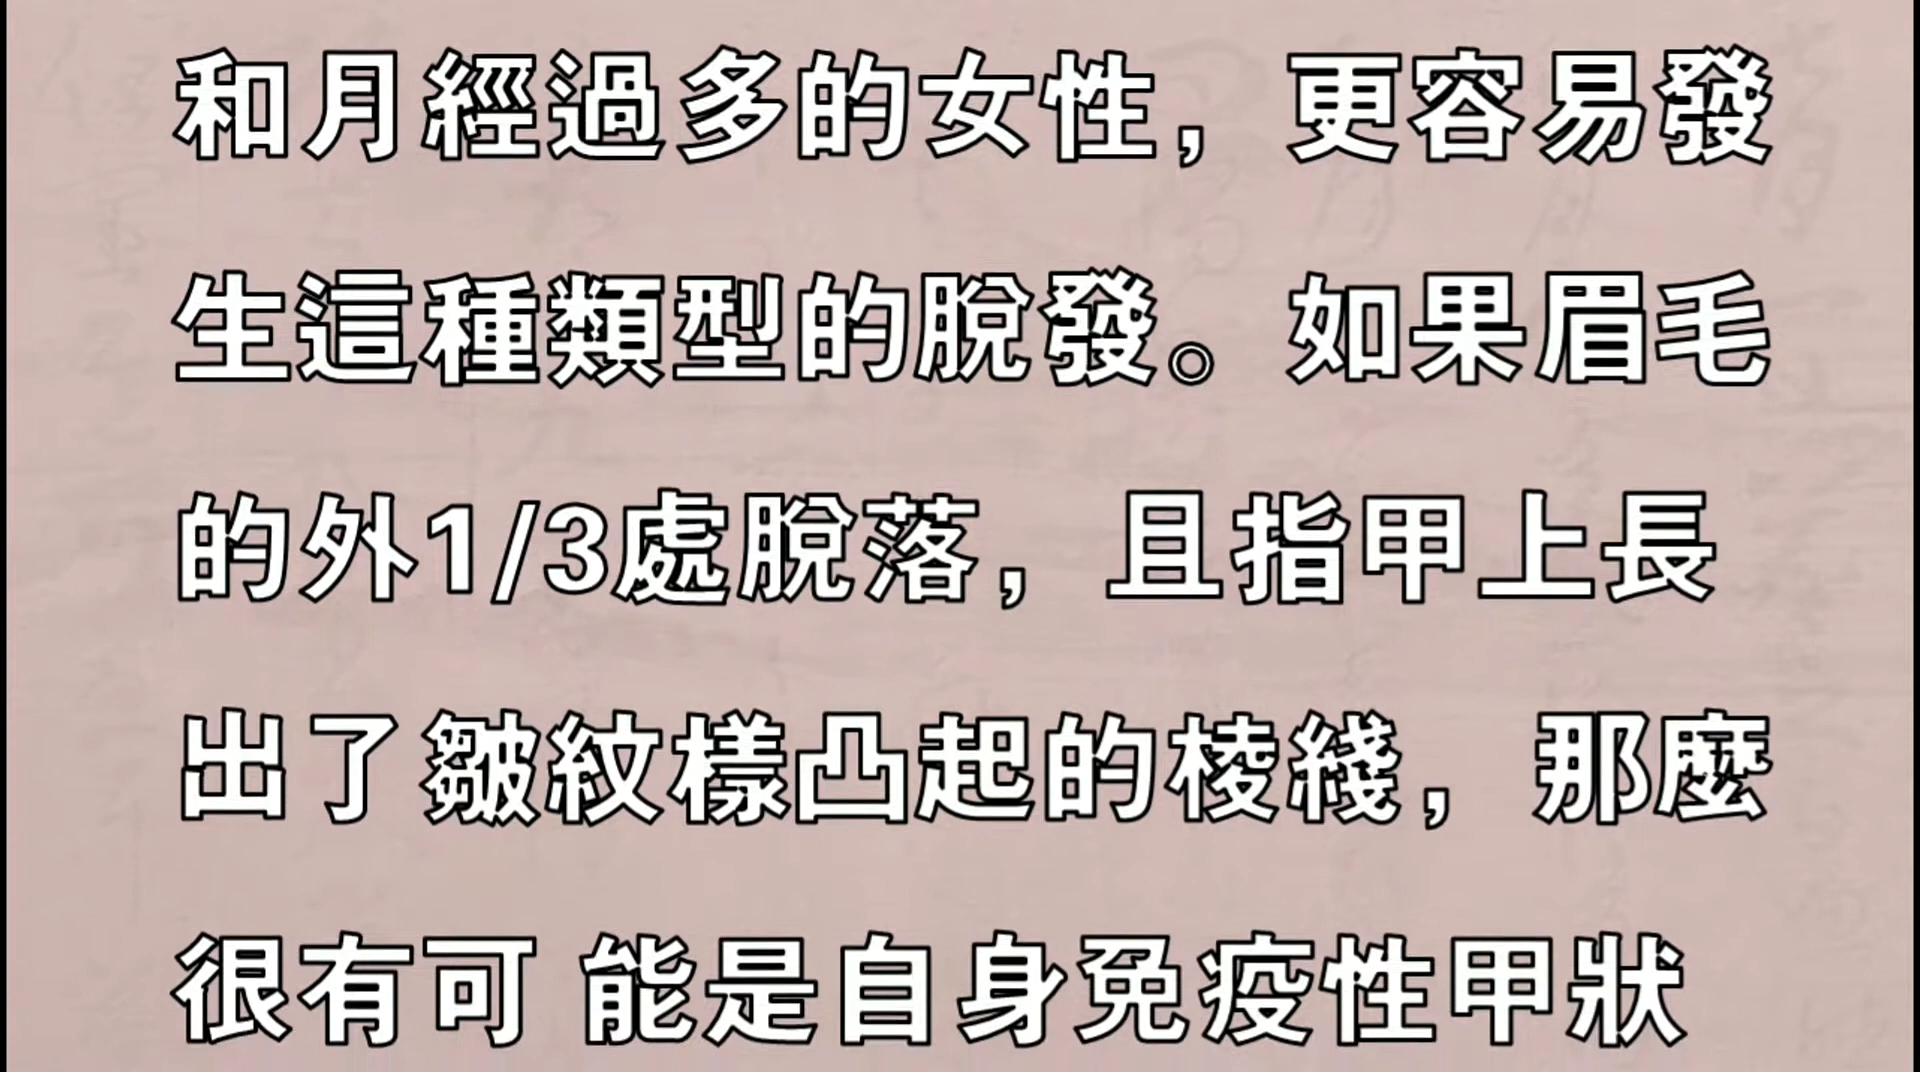 和月經過多的女性，更容易發
生這種類型的脫發。如果眉毛
的外1/3處脫落，且指甲上長
出了皺紋樣凸起的棱綫，那麼
很有可 能是自身免疫性甲狀